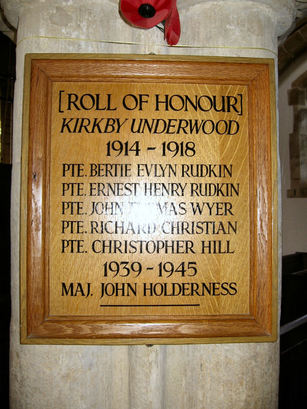 [ROLL OF HONOUR]
KIRKBY UNDERWOOD
1914 - 1918
PTE. BERTIE EVLYN RUDKIN
PTE. ERNEST HENRY RUDKIN
PTE. JOHN THOMAS WYER
PTE. RICHARD CHRISTIAN
PTE. CHRISTOPHER HILL
1939 - 1945
MAJ. JOHN HOLDERNESS